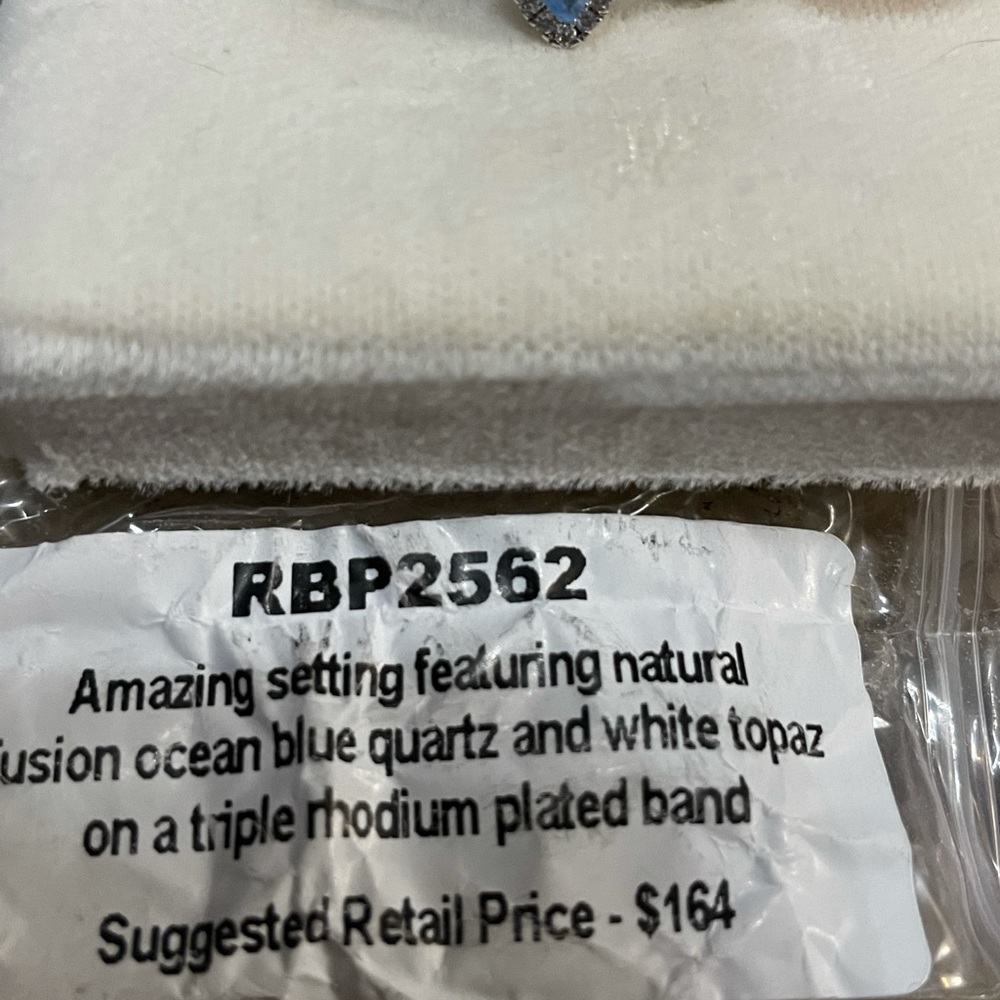 RBP2562
Amazing setting featuring natural
usion ocean blue quartz and white topaz
on a triple rhodium plated band
Suggested Retail Price - $164